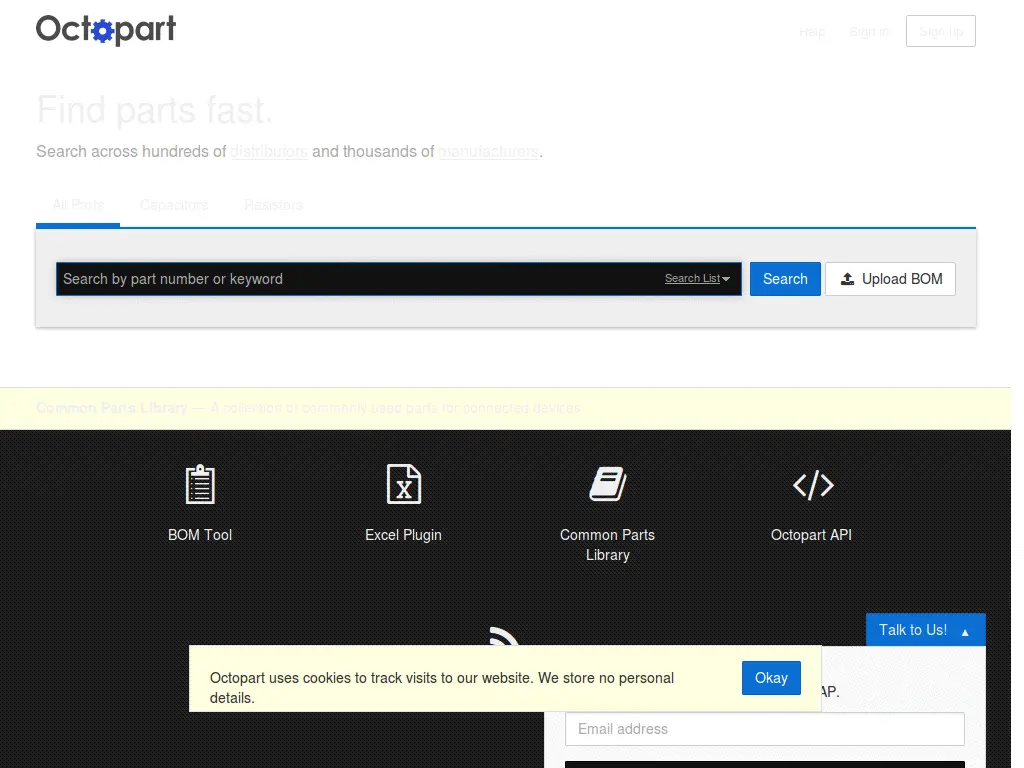 Octopart
Help Sign in Sign up
Find parts fast.
Search across hundreds of distributors and thousands of manufacturers.
All Parts Capacitors Resistors
Search by part number or keyword Search List Search Upload BOM
Common Parts Library — A collection of commonly used parts for connected devices
BOM Tool Excel Plugin Common Parts Library Octopart API
Talk to Us!
Octopart uses cookies to track visits to our website. We store no personal
details.
Okay
AP.
Email address